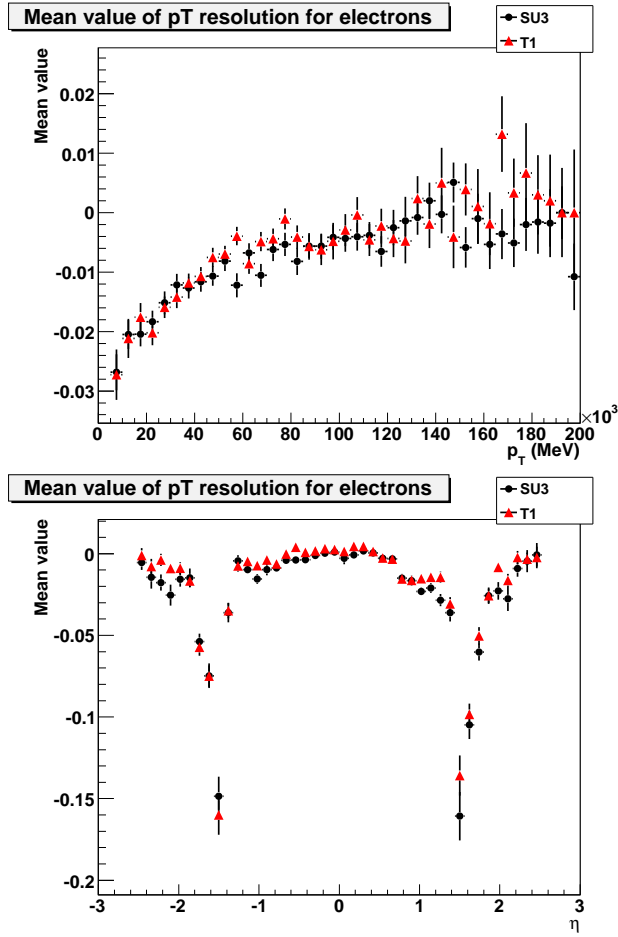 Mean value of pT resolution for electrons
SU3
T1
Mean value
0.02
0.01
0
-0.01
-0.02
-0.03
0 20 40 60 80 100 120 140 160 180 200
×10³
p_T (MeV)
Mean value of pT resolution for electrons
SU3
T1
Mean value
0
-0.05
-0.1
-0.15
-0.2
-3 -2 -1 0 1 2 3
η